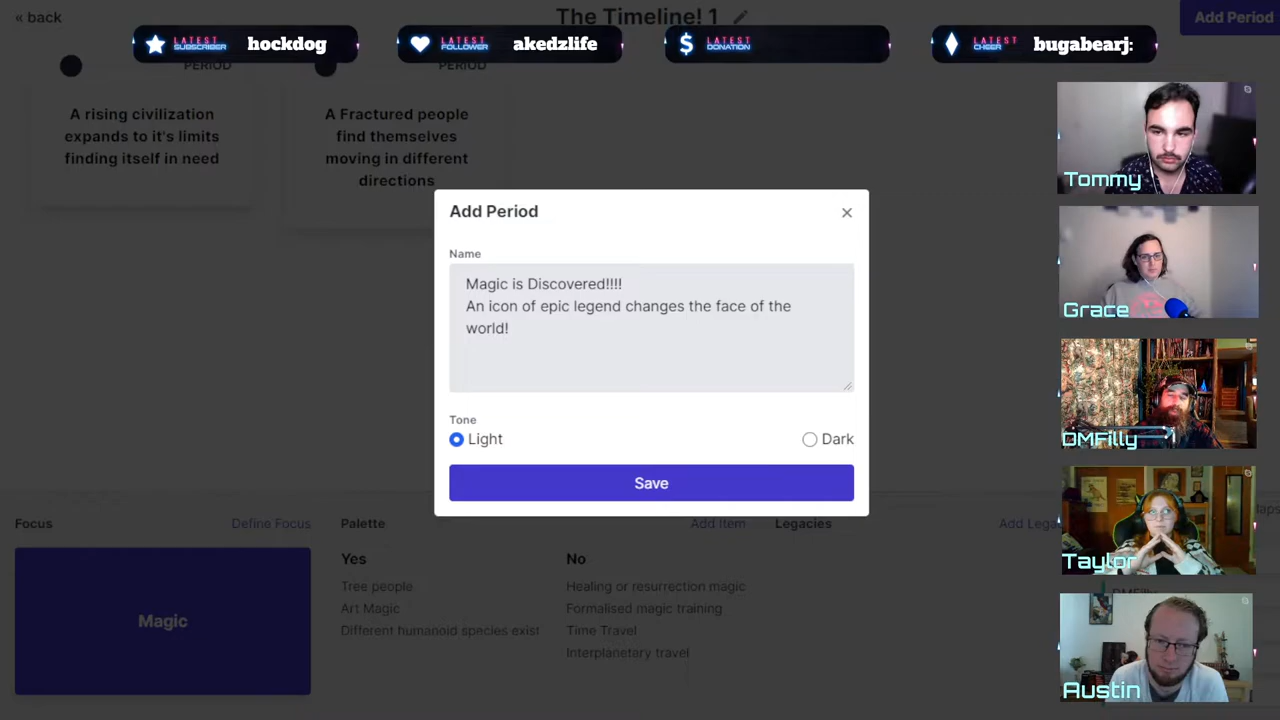 « back
The Timeline! 1
Add Period
LATEST SUBSCRIBER hockdog
LATEST FOLLOWER akedzlife
LATEST DONATION
LATEST CHEER bugabearj:
PERIOD
PERIOD
A rising civilization
expands to it's limits
finding itself in need
A Fractured people
find themselves
moving in different
directions
Add Period
Name
Magic is Discovered!!!!
An icon of epic legend changes the face of the
world!
Tone
Light
Dark
Save
Focus
Define Focus
Palette
Add Item
Legacies
Yes
No
Magic
Tree people
Art Magic
Different humanoid species exist
Healing or resurrection magic
Formalised magic training
Time Travel
Interplanetary travel
Tommy
Grace
DMFilly
Taylor
Austin